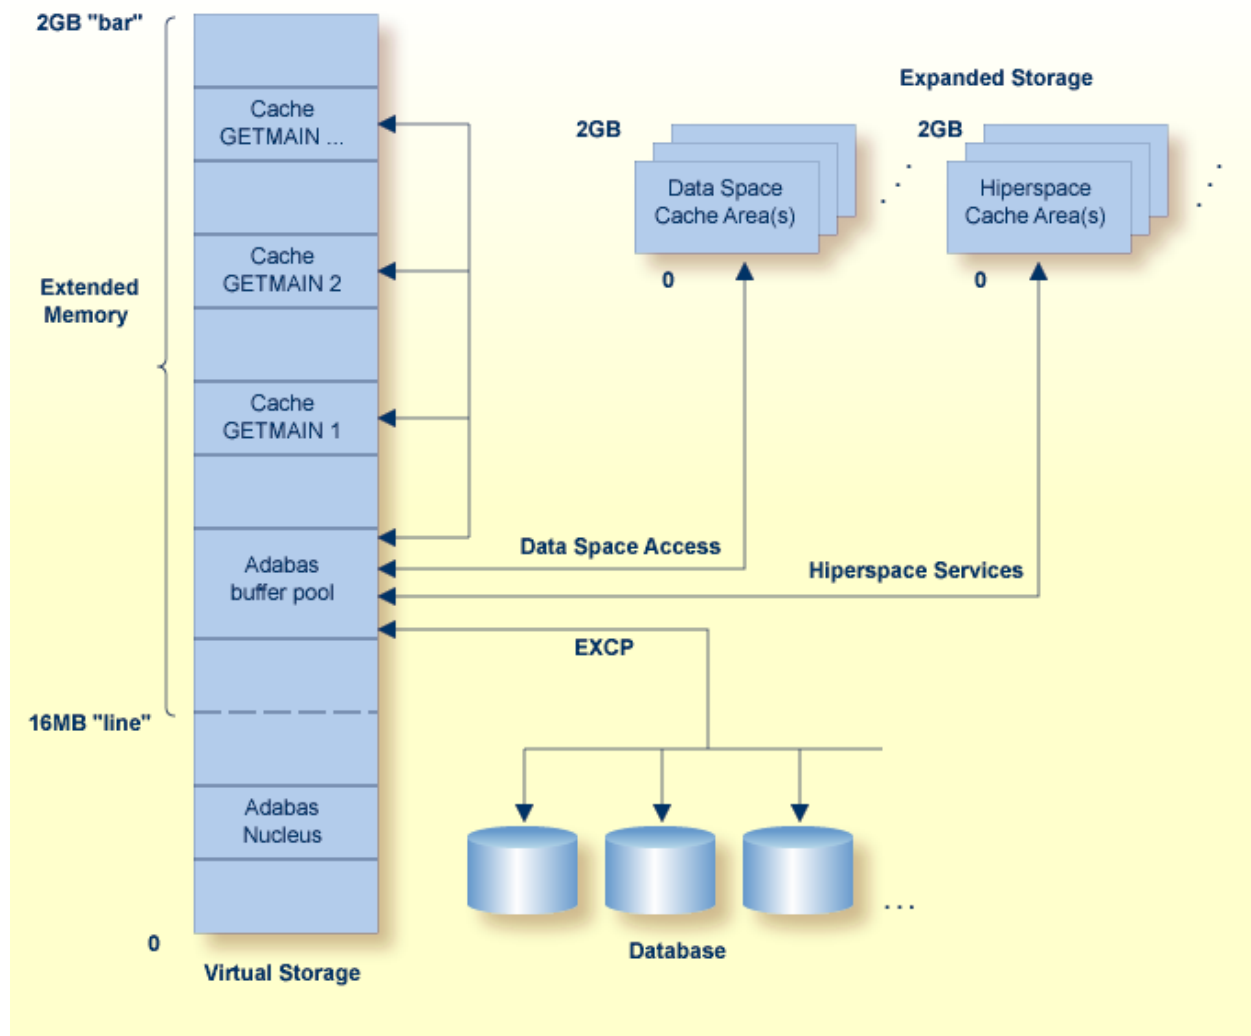 2GB "bar"
Expanded Storage
Cache
GETMAIN ...
2GB
2GB
Data Space
Cache Area(s)
. . .
Hiperspace
Cache Area(s)
. . .
Cache
GETMAIN 2
0
0
Extended
Memory
Cache
GETMAIN 1
Data Space Access
Adabas
buffer pool
Hiperspace Services
EXCP
16MB "line"
Adabas
Nucleus
. . .
0
Database
Virtual Storage